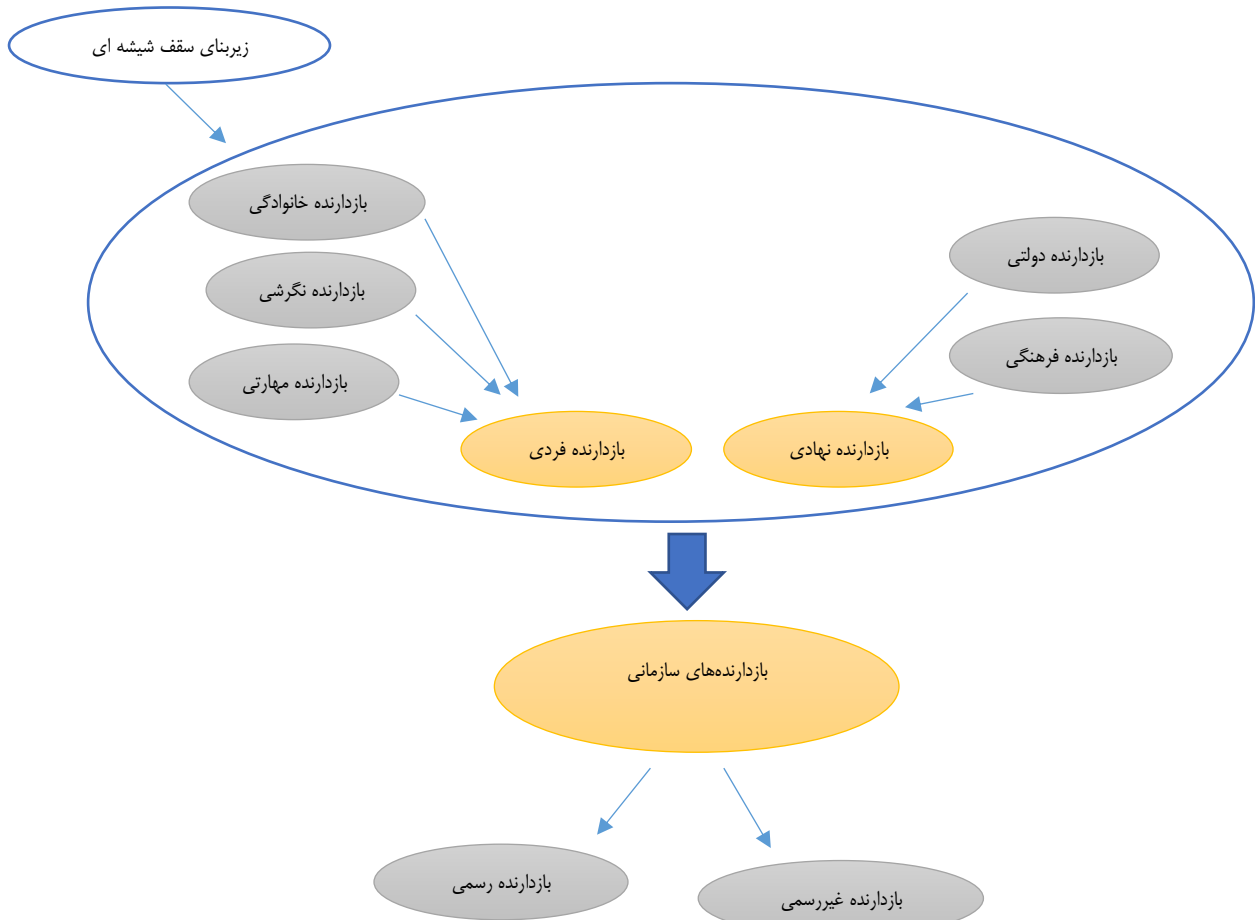 زیربنای سقف شیشه ای
بازدارنده خانوادگی
بازدارنده دولتی
بازدارنده نگرشی
بازدارنده فرهنگی
بازدارنده مهارتی
بازدارنده نهادی
بازدارنده فردی
بازدارنده‌های سازمانی
بازدارنده رسمی
بازدارنده غیررسمی